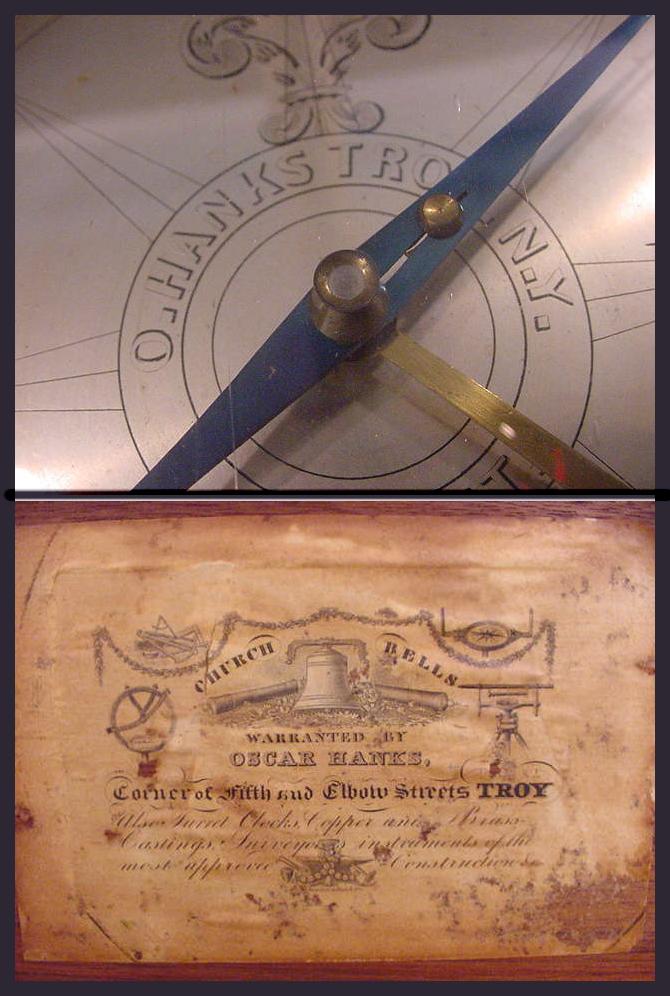 O. HANKS TROY N.Y.
CHURCH BELLS
WARRANTED BY
OSCAR HANKS,
Corner of Fifth and Elbow Streets TROY
Also Turret Clocks, Copper and Brass
Castings, Surveyors instruments of the
most approved Construction